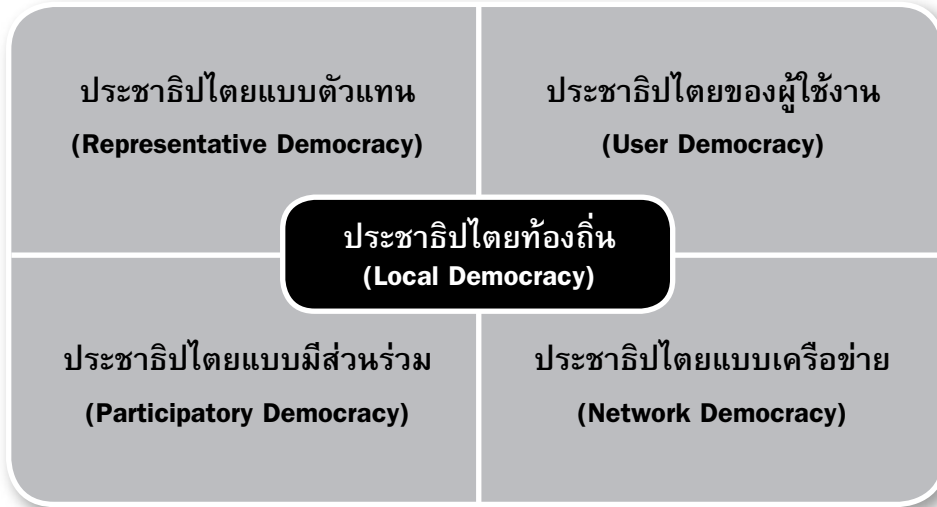 ประชาธิปไตยแบบตัวแทน
(Representative Democracy)
ประชาธิปไตยของผู้ใช้งาน
(User Democracy)
ประชาธิปไตยท้องถิ่น
(Local Democracy)
ประชาธิปไตยแบบมีส่วนร่วม
(Participatory Democracy)
ประชาธิปไตยแบบเครือข่าย
(Network Democracy)